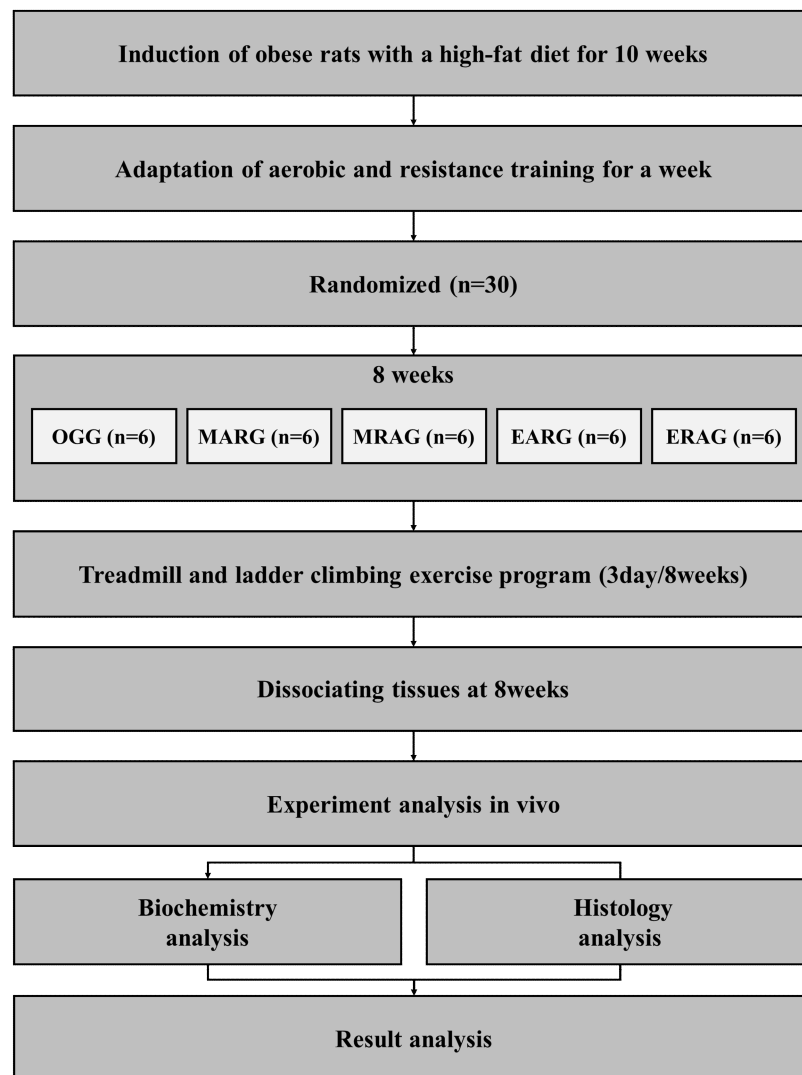 Induction of obese rats with a high-fat diet for 10 weeks
Adaptation of aerobic and resistance training for a week
Randomized (n=30)
8 weeks
OGG (n=6) MARG (n=6) MRAG (n=6) EARG (n=6) ERAG (n=6)
Treadmill and ladder climbing exercise program (3day/8weeks)
Dissociating tissues at 8weeks
Experiment analysis in vivo
Biochemistry
analysis
Histology
analysis
Result analysis